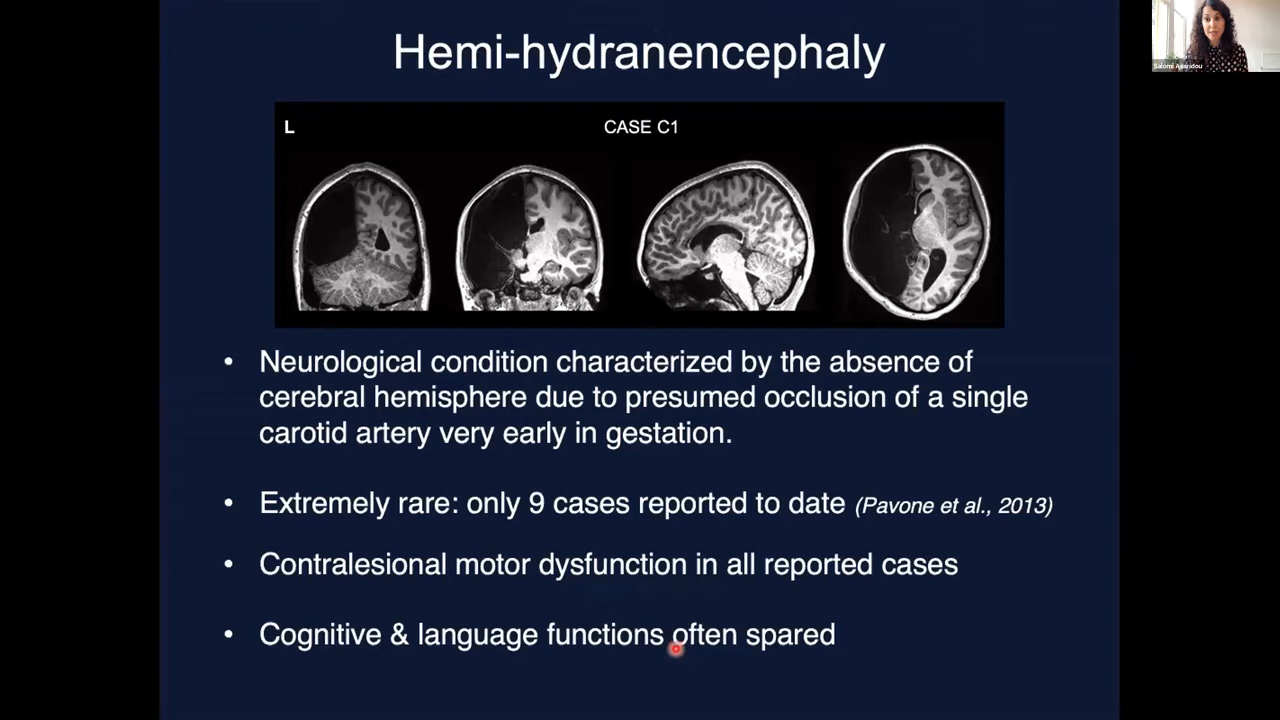 Hemi-hydranencephaly
L
CASE C1
• Neurological condition characterized by the absence of
cerebral hemisphere due to presumed occlusion of a single
carotid artery very early in gestation.
• Extremely rare: only 9 cases reported to date (Pavone et al., 2013)
• Contralesional motor dysfunction in all reported cases
• Cognitive & language functions often spared
Salomi Asaridou